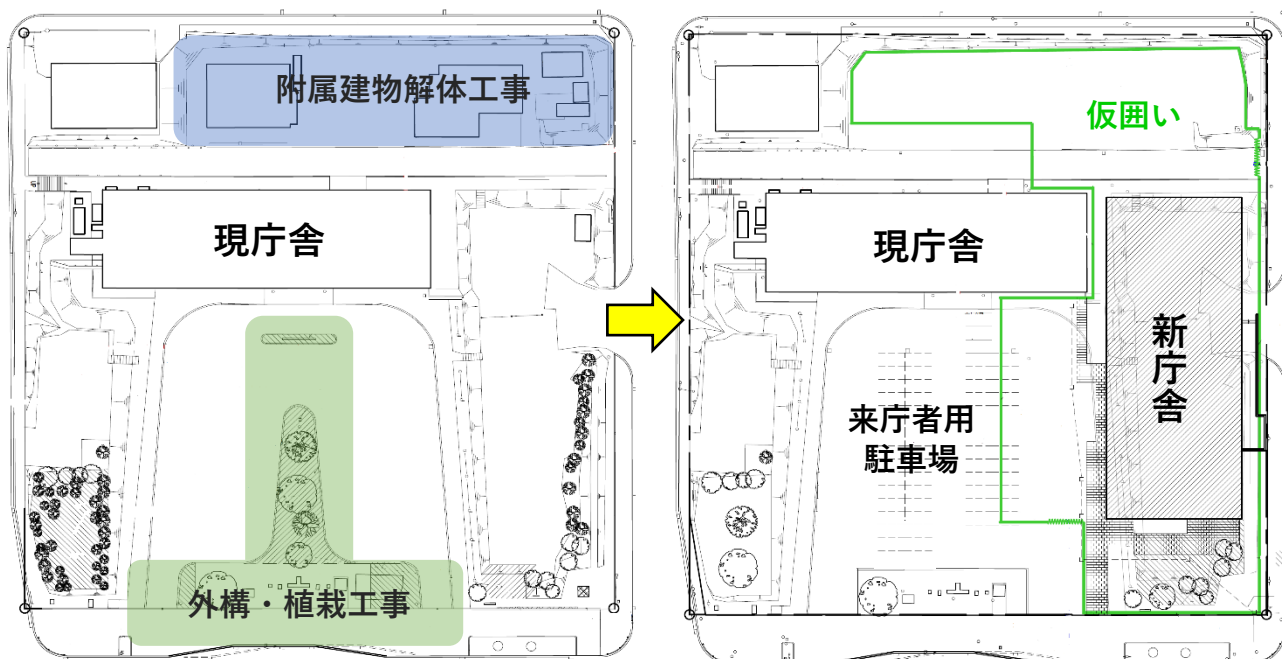 附属建物解体工事
現庁舎
外構・植栽工事
仮囲い
現庁舎
新庁舎
来庁者用
駐車場